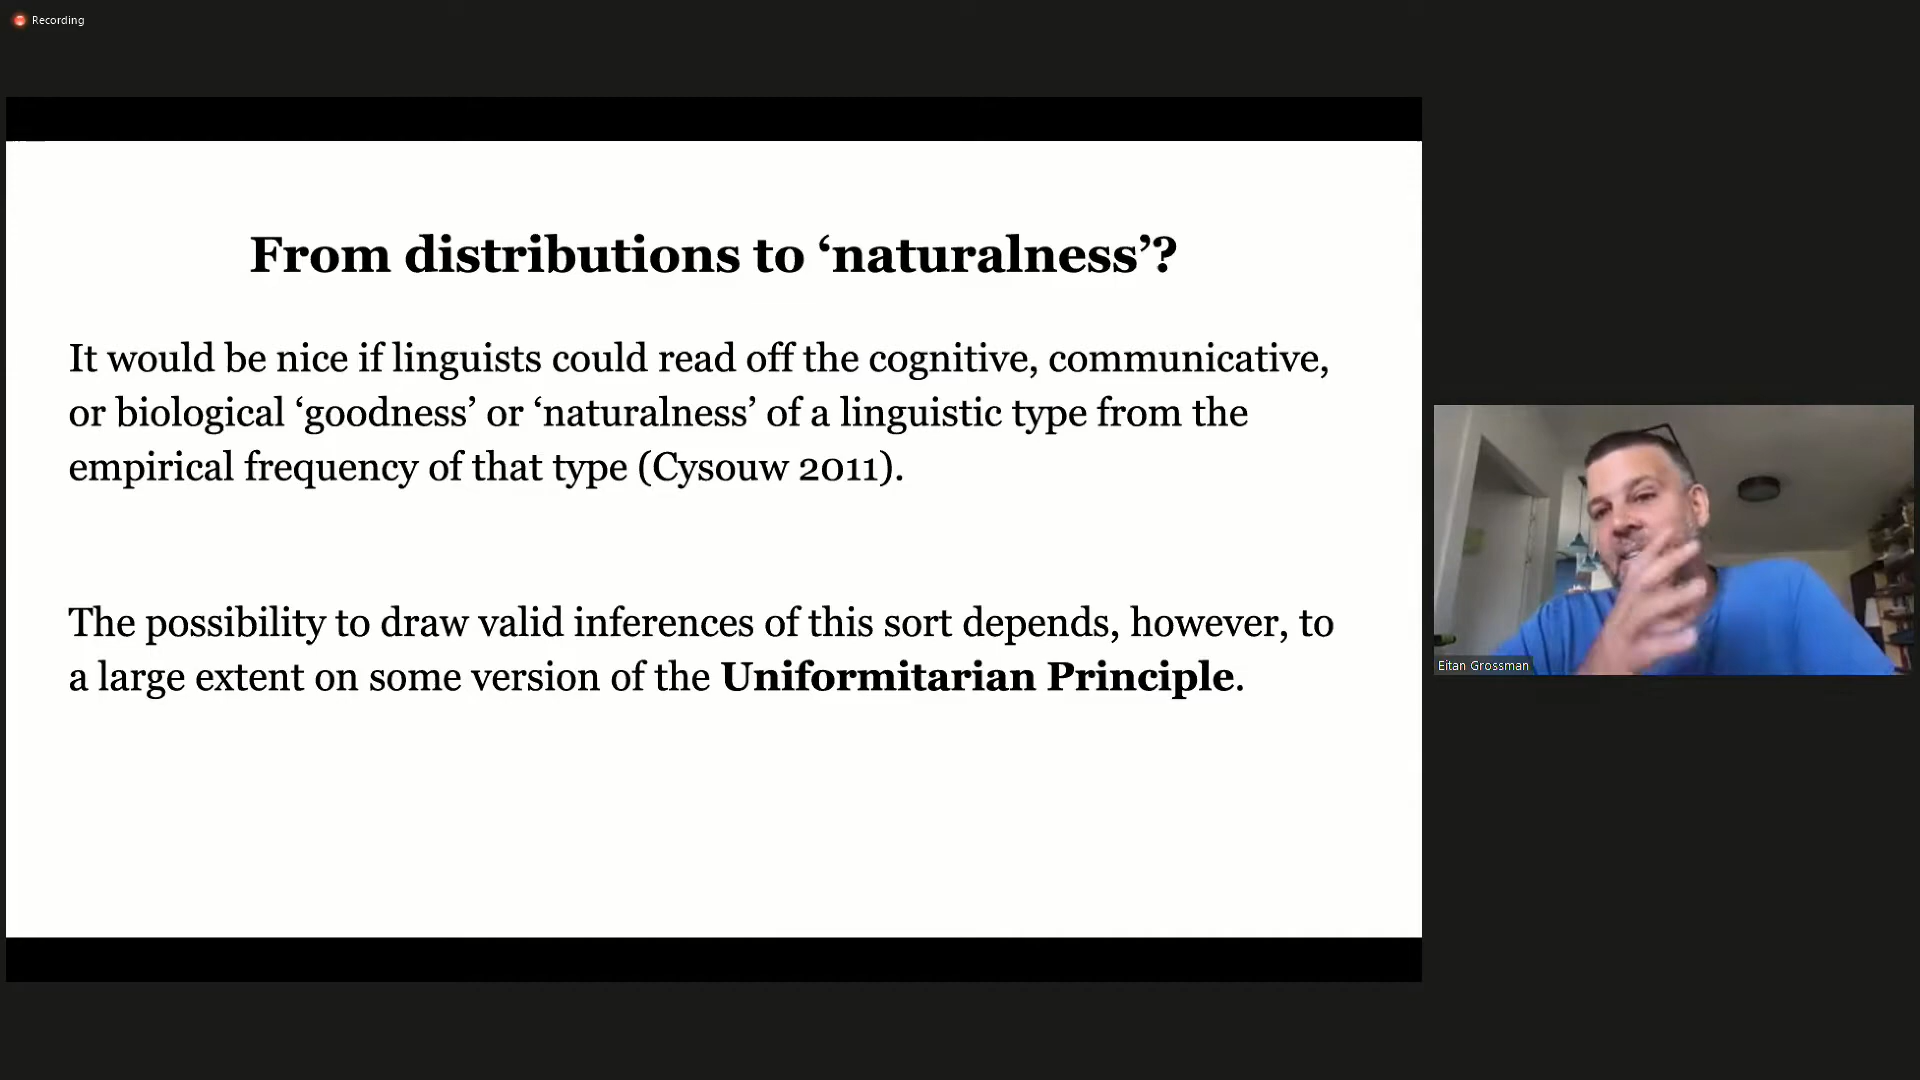 Recording
From distributions to ‘naturalness’?
It would be nice if linguists could read off the cognitive, communicative,
or biological ‘goodness’ or ‘naturalness’ of a linguistic type from the
empirical frequency of that type (Cysouw 2011).
The possibility to draw valid inferences of this sort depends, however, to
a large extent on some version of the Uniformitarian Principle.
Eitan Grossman